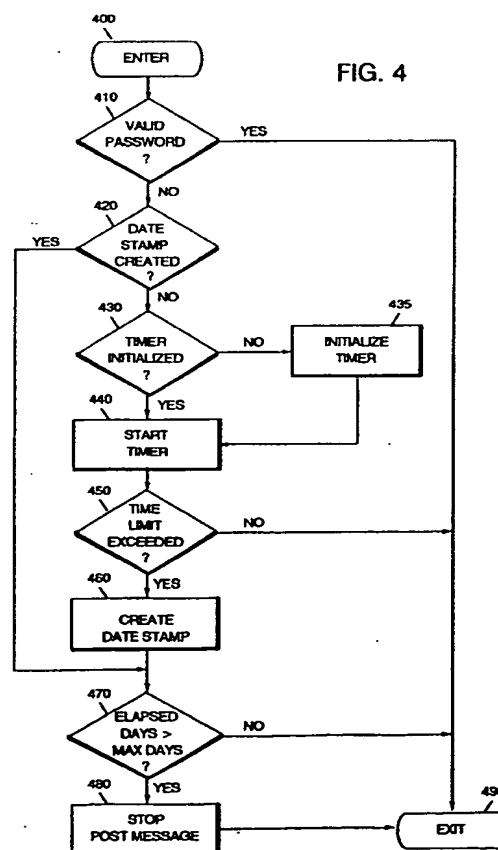 400
ENTER
FIG. 4
410
VALID
PASSWORD
?
YES
NO
420
DATE
STAMP
CREATED
?
YES
NO
430
TIMER
INITIALIZED
?
NO
435
INITIALIZE
TIMER
YES
440
START
TIMER
450
TIME
LIMIT
EXCEEDED
?
NO
YES
460
CREATE
DATE STAMP
470
ELAPSED
DAYS >
MAX DAYS
?
NO
YES
480
STOP
POST MESSAGE
490
EXIT